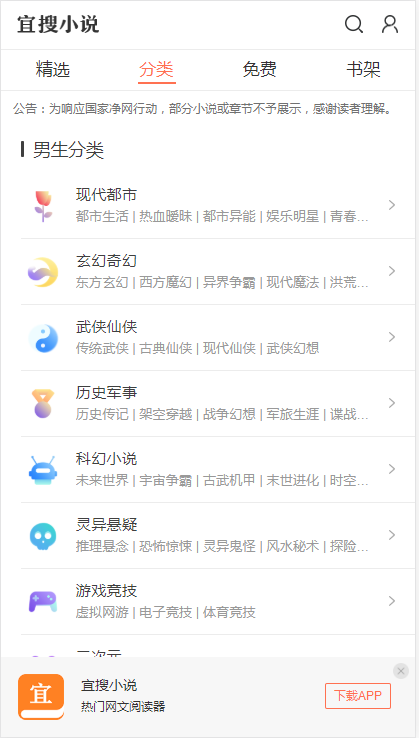 宜搜小说
精选 分类 免费 书架
公告：为响应国家净网行动，部分小说或章节不予展示，感谢读者理解。
男生分类
现代都市
都市生活 | 热血暧昧 | 都市异能 | 娱乐明星 | 青春...
玄幻奇幻
东方玄幻 | 西方魔幻 | 异界争霸 | 现代魔法 | 洪荒...
武侠仙侠
传统武侠 | 古典仙侠 | 现代仙侠 | 武侠幻想
历史军事
历史传记 | 架空穿越 | 战争幻想 | 军旅生涯 | 谍战...
科幻小说
未来世界 | 宇宙争霸 | 古武机甲 | 末世进化 | 时空...
灵异悬疑
推理悬念 | 恐怖惊悚 | 灵异鬼怪 | 风水秘术 | 探险...
游戏竞技
虚拟网游 | 电子竞技 | 体育竞技
二次元
宜
宜搜小说
热门网文阅读器
下载APP